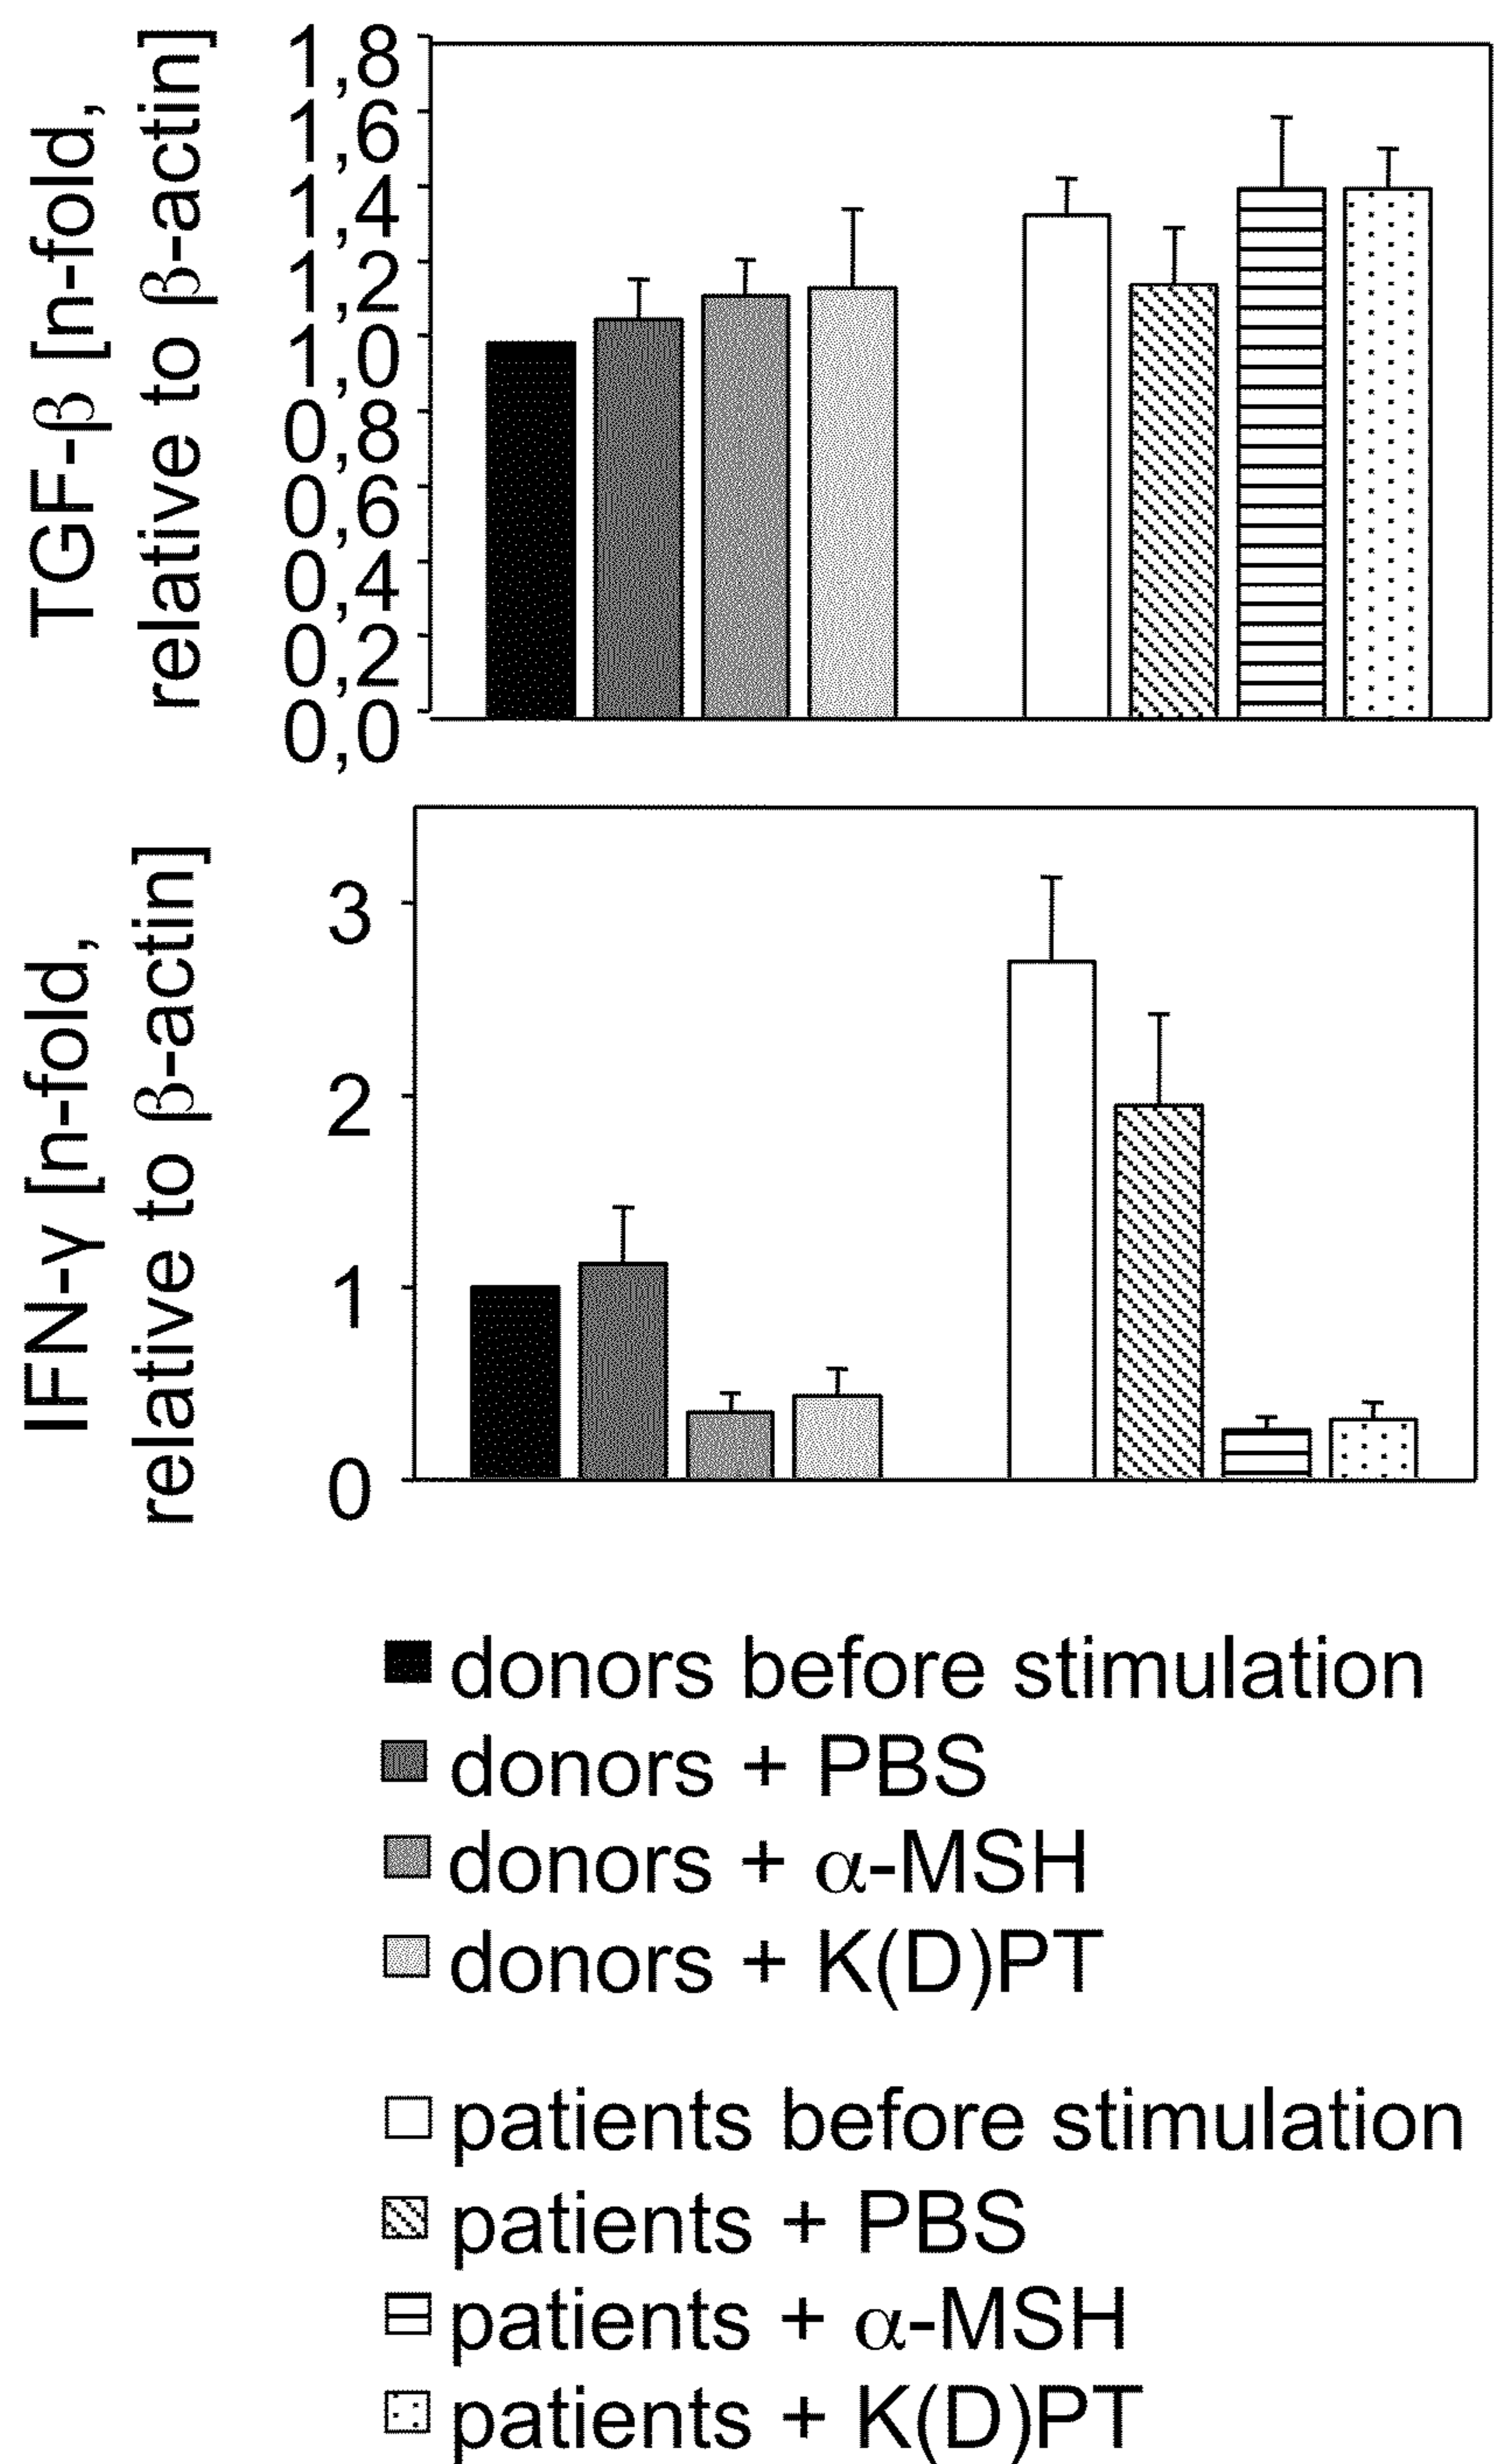 TGF-β [n-fold,
relative to β-actin]
1,8
1,6
1,4
1,2
1,0
0,8
0,6
0,4
0,2
0,0
IFN-γ [n-fold,
relative to β-actin]
3
2
1
0
donors before stimulation
donors + PBS
donors + α-MSH
donors + K(D)PT
patients before stimulation
patients + PBS
patients + α-MSH
patients + K(D)PT